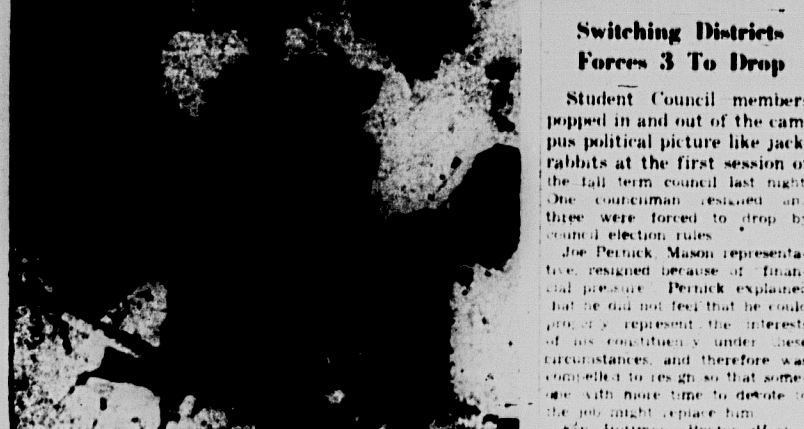 Switching Districts
Forces 3 To Drop
Student Council member
popped in and out of the cam
pus political picture like jack
rabbits at the first session o
the fall term council last night
One councilman resigned an
three were forced to drop by
council election rules
Joe Pernick, Mason representa
tive, resigned because of "finan
cial pressure Pernick explained
that he did not feel that he could
properly represent the interest
of his constituency under these
circumstances, and therefore was
compelled to resign so that some
one with more time to devote to
the job might replace him